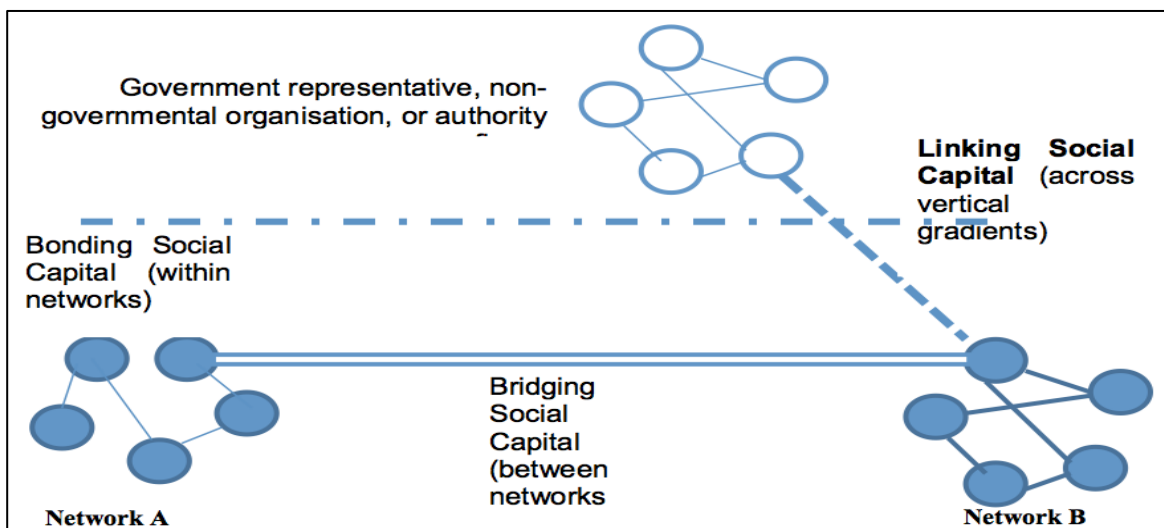 Government representative, non-
governmental organisation, or authority
Linking Social
Capital (across
vertical
gradients)
Bonding Social
Capital (within
networks)
Bridging
Social
Capital
(between
networks
Network A
Network B